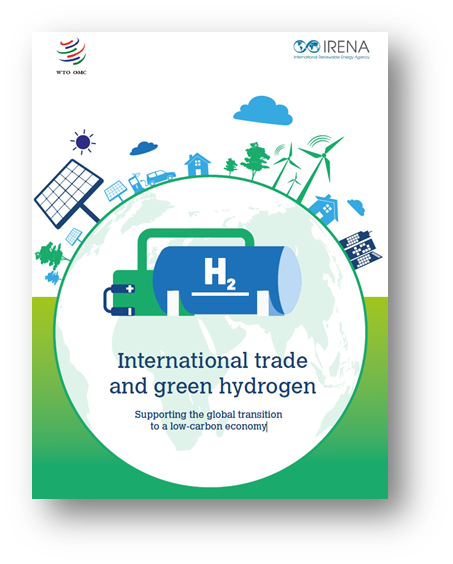 WTO OMC
IRENA
International Renewable Energy Agency
H2
International trade
and green hydrogen
Supporting the global transition
to a low-carbon economy